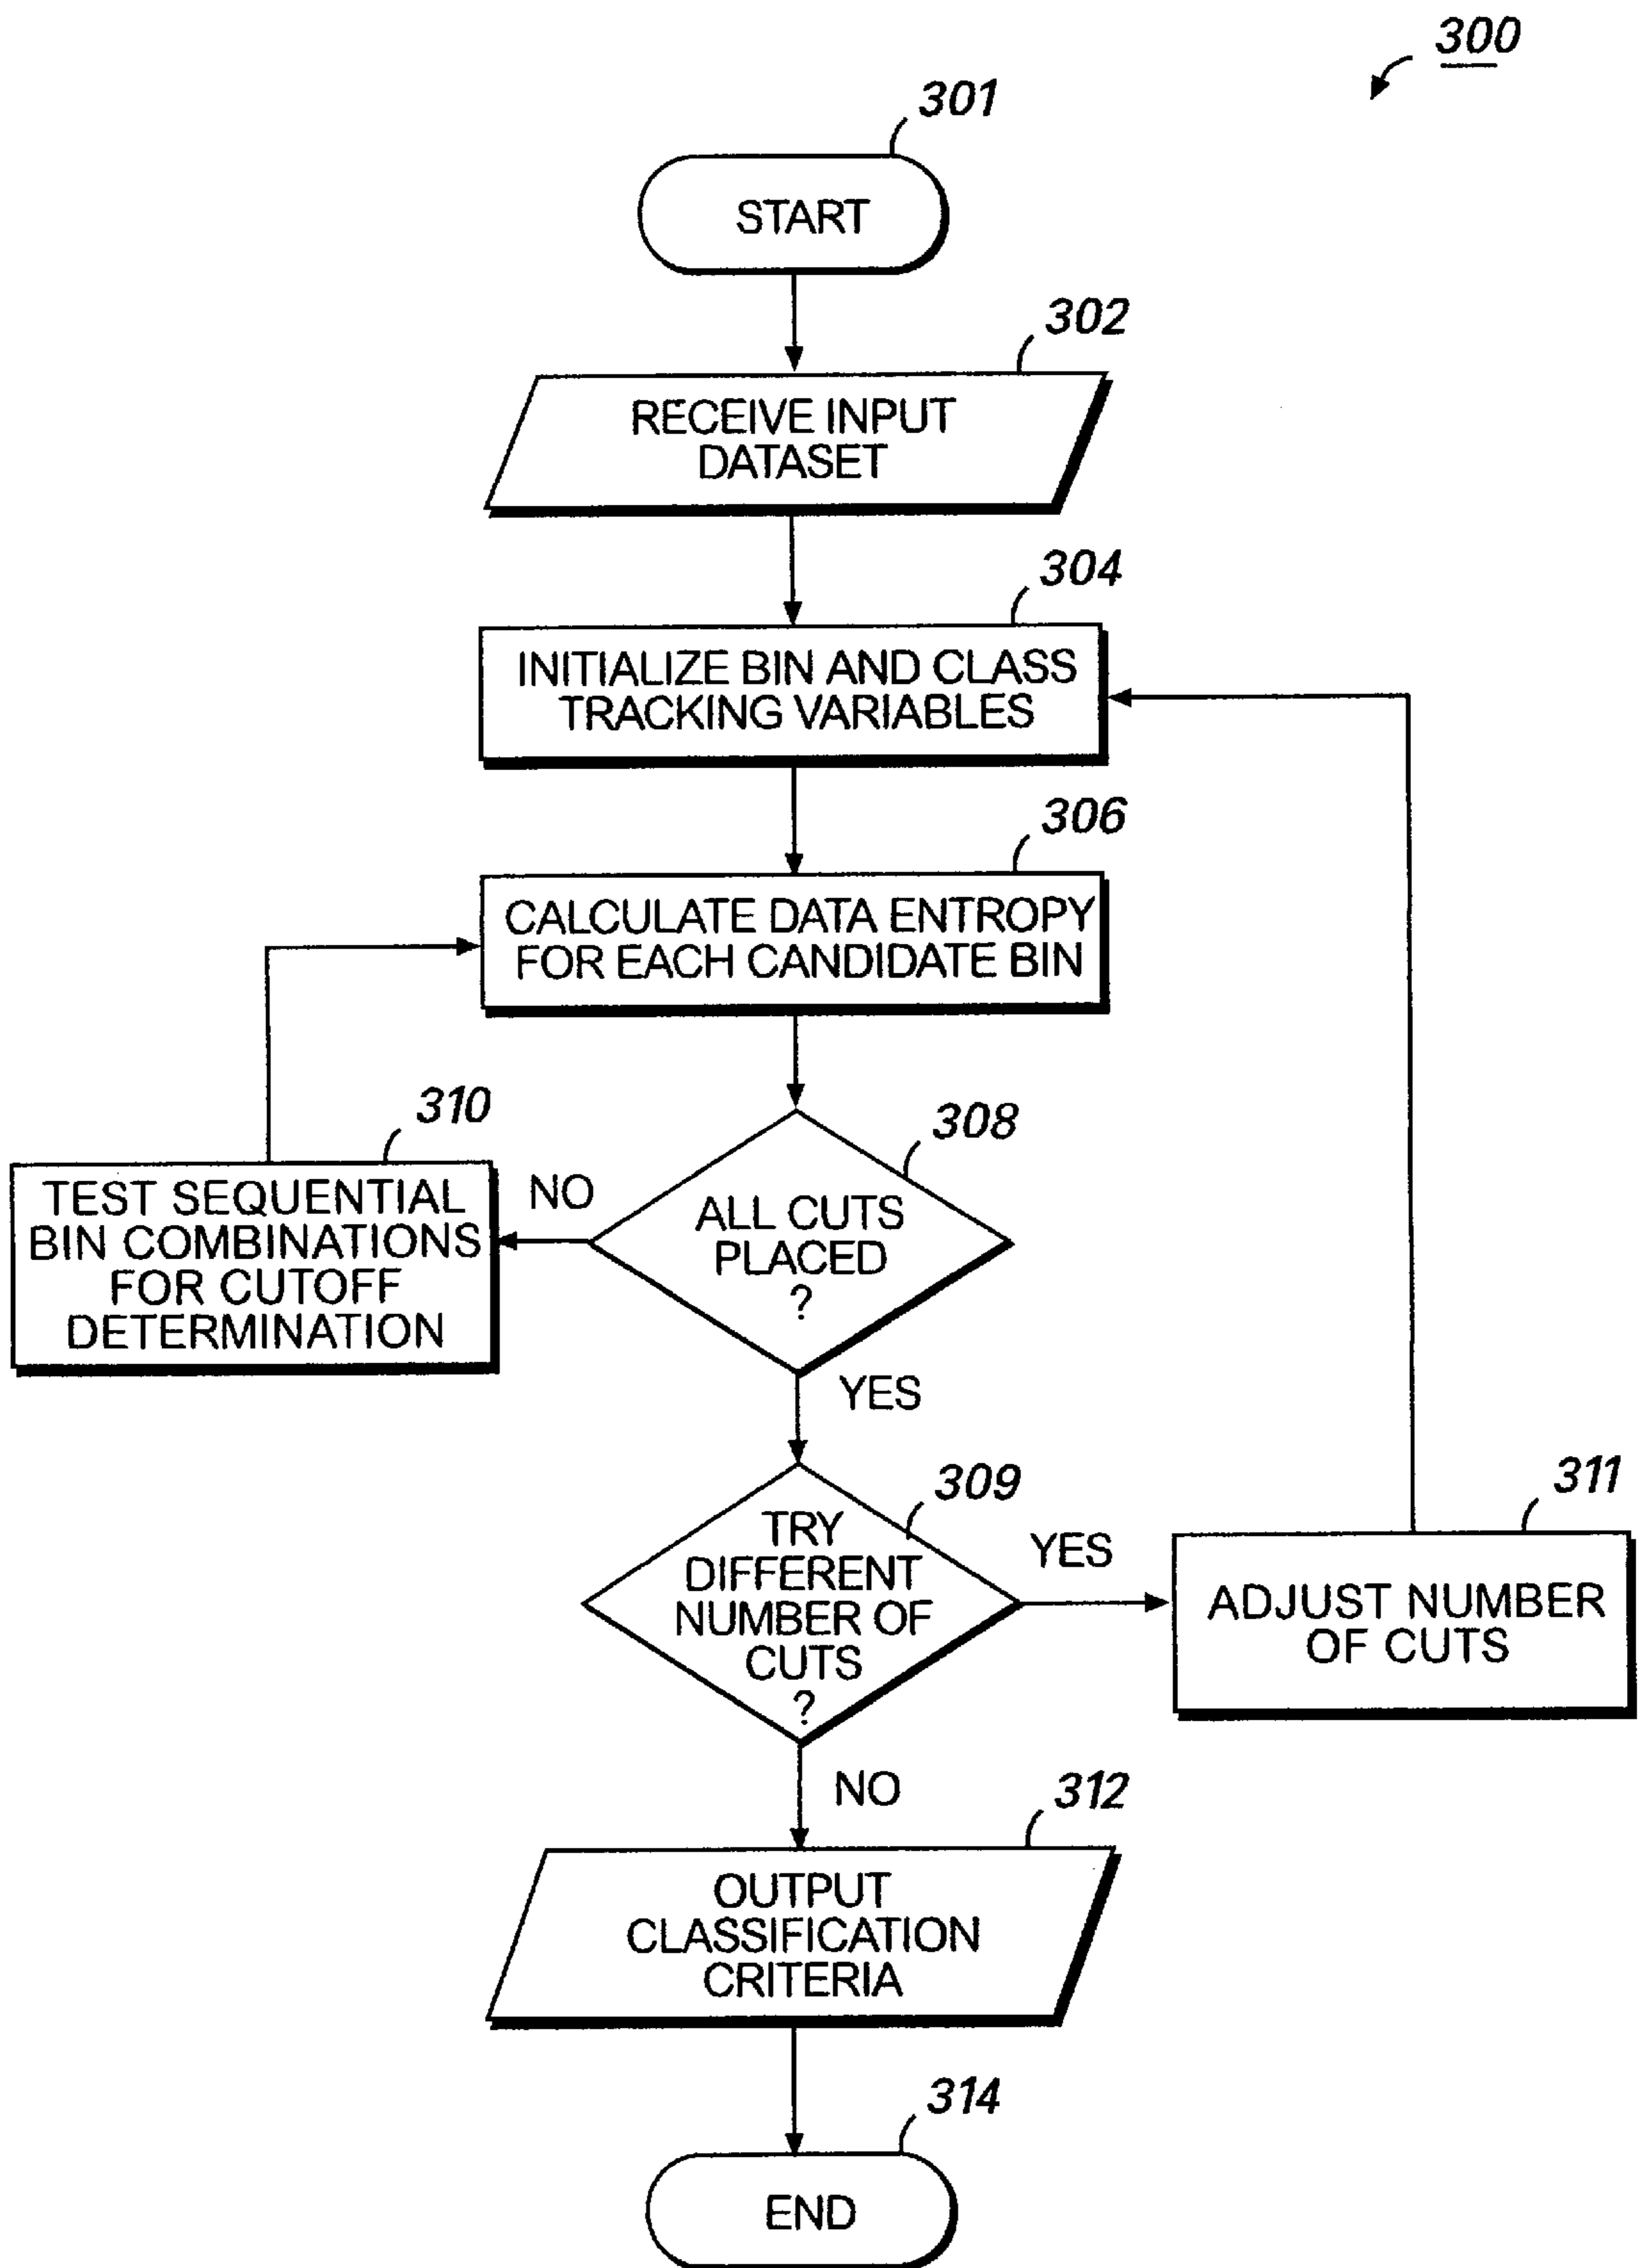 300
301
START
302
RECEIVE INPUT
DATASET
304
INITIALIZE BIN AND CLASS
TRACKING VARIABLES
306
CALCULATE DATA ENTROPY
FOR EACH CANDIDATE BIN
310
TEST SEQUENTIAL
BIN COMBINATIONS
FOR CUTOFF
DETERMINATION
NO
308
ALL CUTS
PLACED
?
YES
309
TRY
DIFFERENT
NUMBER OF
CUTS
?
YES
311
ADJUST NUMBER
OF CUTS
NO
312
OUTPUT
CLASSIFICATION
CRITERIA
314
END